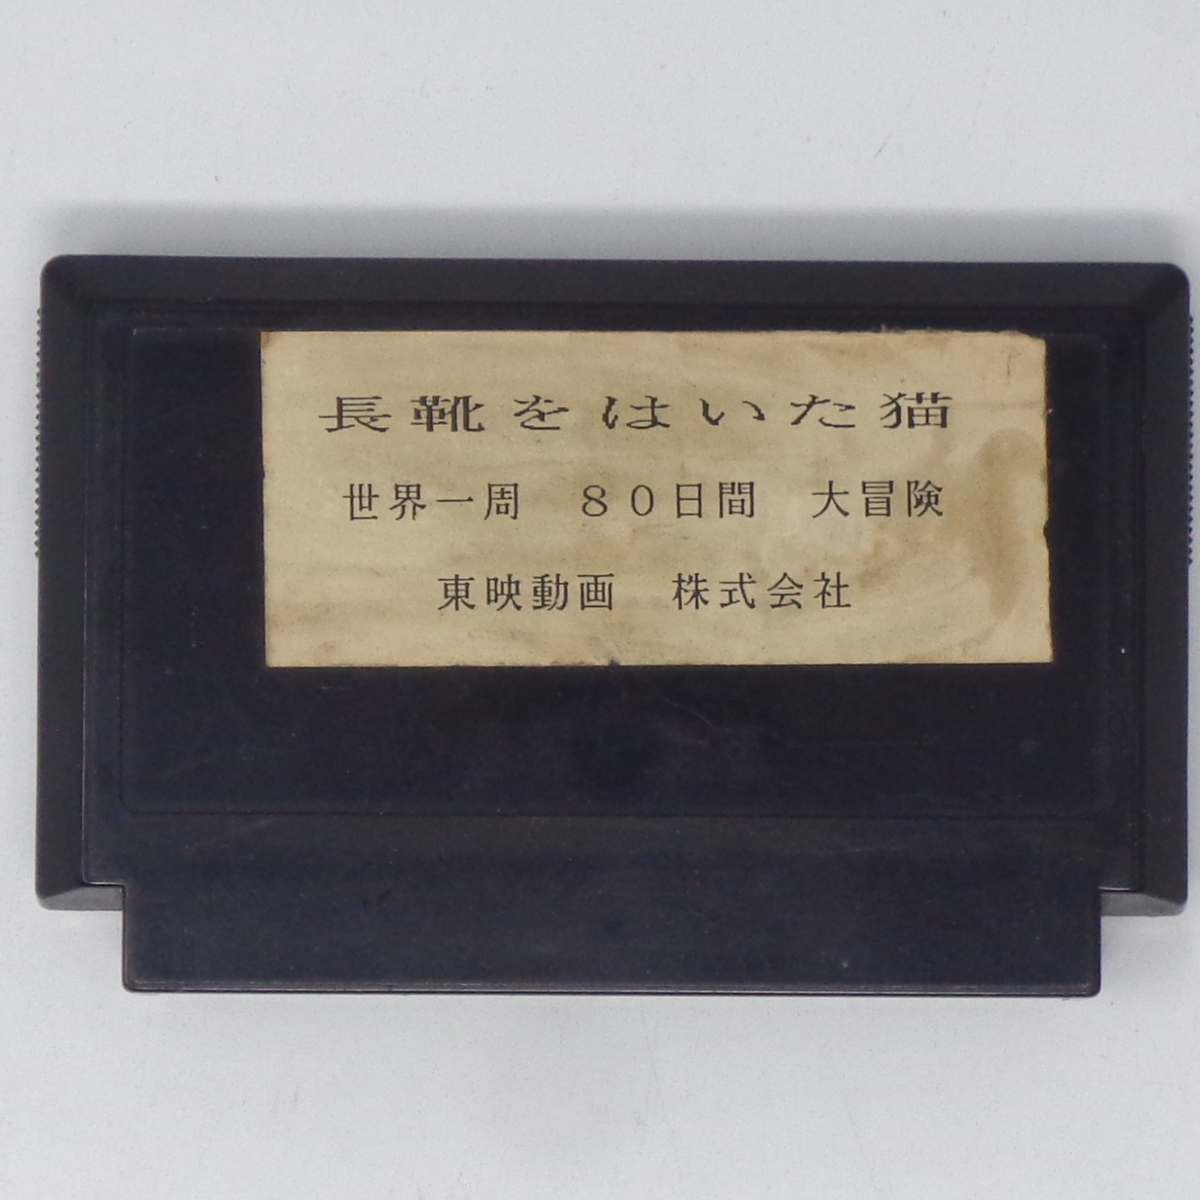 長靴をはいた猫
世界一周　８０日間　大冒険
東映動画　株式会社